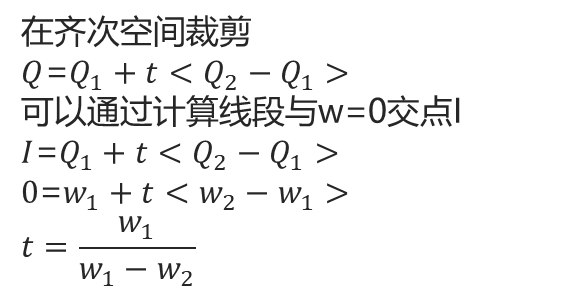 在齐次空间裁剪
Q=Q₁ + t < Q₂ − Q₁ >
可以通过计算线段与w=0交点I
I=Q₁ + t < Q₂ − Q₁ >
0=w₁ + t < w₂ − w₁ >
t = w₁ / (w₁ − w₂)